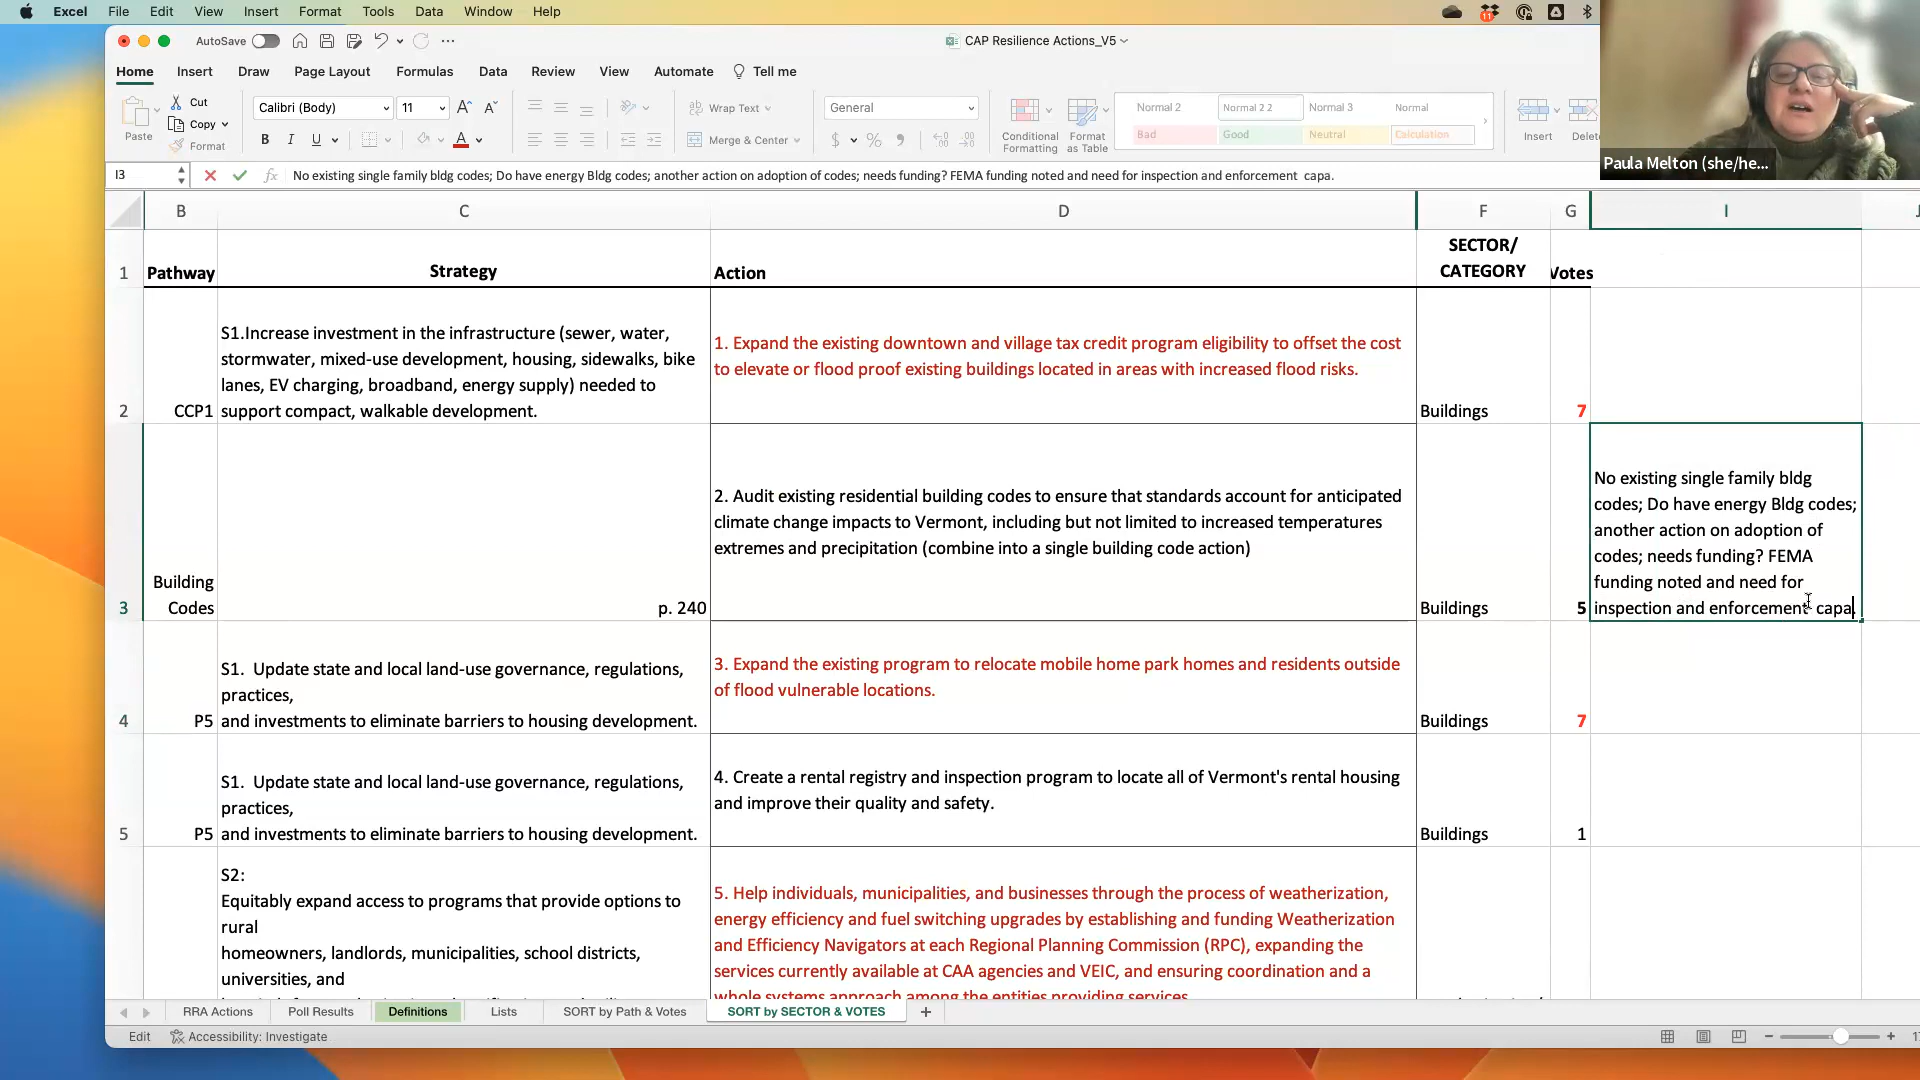 Excel File Edit View Insert Format Tools Data Window Help
11
AutoSave
CAP Resilience Actions_V5
Home Insert Draw Page Layout Formulas Data Review View Automate Tell me
Paste
Cut
Copy
Format
Calibri (Body) 11
B I U
Wrap Text
Merge & Center
General
$ %
Conditional Formatting
Format as Table
Normal 2 Normal 2 2 Normal 3 Normal
Bad Good Neutral Calculation
Insert
Paula Melton (she/he...
I3 fx No existing single family bldg codes; Do have energy Bldg codes; another action on adoption of codes; needs funding? FEMA funding noted and need for inspection and enforcement  capa.
B C D F G I
1 Pathway Strategy Action SECTOR/ CATEGORY Votes
2 CCP1
S1.Increase investment in the infrastructure (sewer, water,
stormwater, mixed-use development, housing, sidewalks, bike
lanes, EV charging, broadband, energy supply) needed to
support compact, walkable development.
1. Expand the existing downtown and village tax credit program eligibility to offset the cost
to elevate or flood proof existing buildings located in areas with increased flood risks.
Buildings 7
3 Building
Codes
p. 240
2. Audit existing residential building codes to ensure that standards account for anticipated
climate change impacts to Vermont, including but not limited to increased temperatures
extremes and precipitation (combine into a single building code action)
Buildings 5
No existing single family bldg
codes; Do have energy Bldg codes;
another action on adoption of
codes; needs funding? FEMA
funding noted and need for
inspection and enforcement  capa.
4 P5
S1.  Update state and local land-use governance, regulations,
practices,
and investments to eliminate barriers to housing development.
3. Expand the existing program to relocate mobile home park homes and residents outside
of flood vulnerable locations.
Buildings 7
5 P5
S1.  Update state and local land-use governance, regulations,
practices,
and investments to eliminate barriers to housing development.
4. Create a rental registry and inspection program to locate all of Vermont's rental housing
and improve their quality and safety.
Buildings 1
S2:
Equitably expand access to programs that provide options to
rural
homeowners, landlords, municipalities, school districts,
universities, and
5. Help individuals, municipalities, and businesses through the process of weatherization,
energy efficiency and fuel switching upgrades by establishing and funding Weatherization
and Efficiency Navigators at each Regional Planning Commission (RPC), expanding the
services currently available at CAA agencies and VEIC, and ensuring coordination and a
whole systems approach among the entities providing services
RRA Actions Poll Results Definitions Lists SORT by Path & Votes SORT by SECTOR & VOTES
Edit Accessibility: Investigate